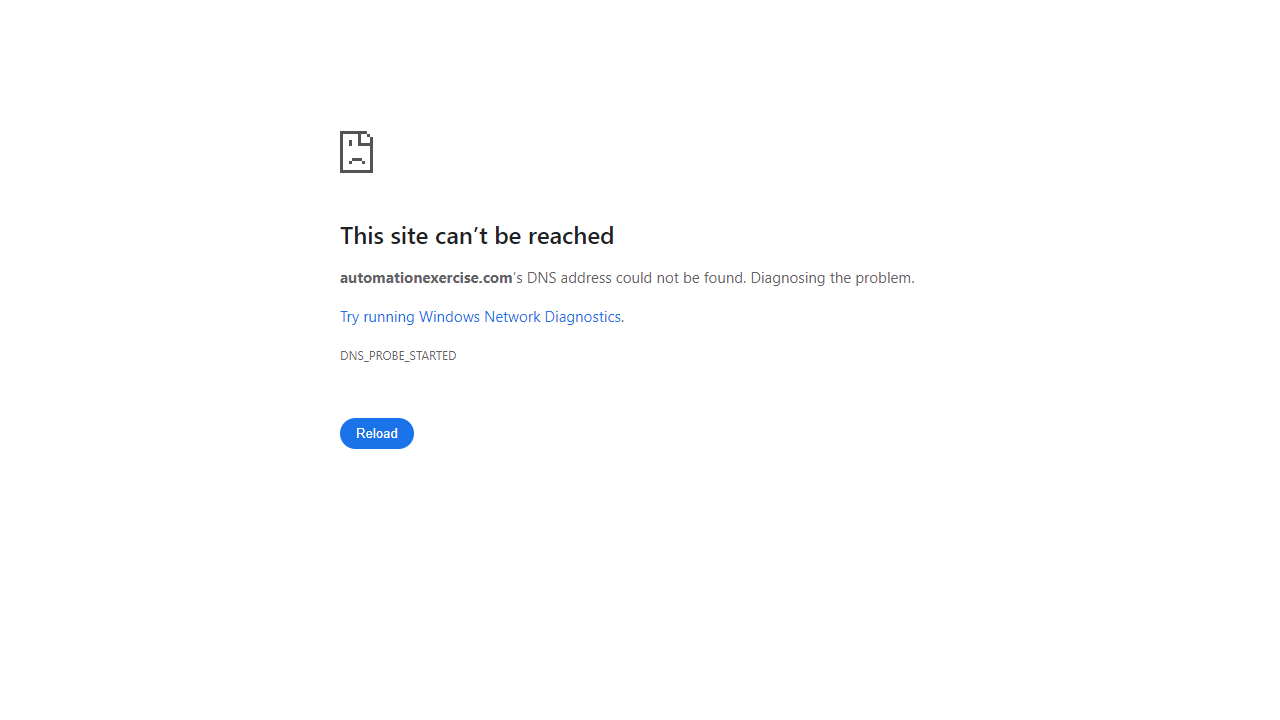 This site can’t be reached
automationexercise.com’s DNS address could not be found. Diagnosing the problem.
Try running Windows Network Diagnostics.
DNS_PROBE_STARTED
Reload